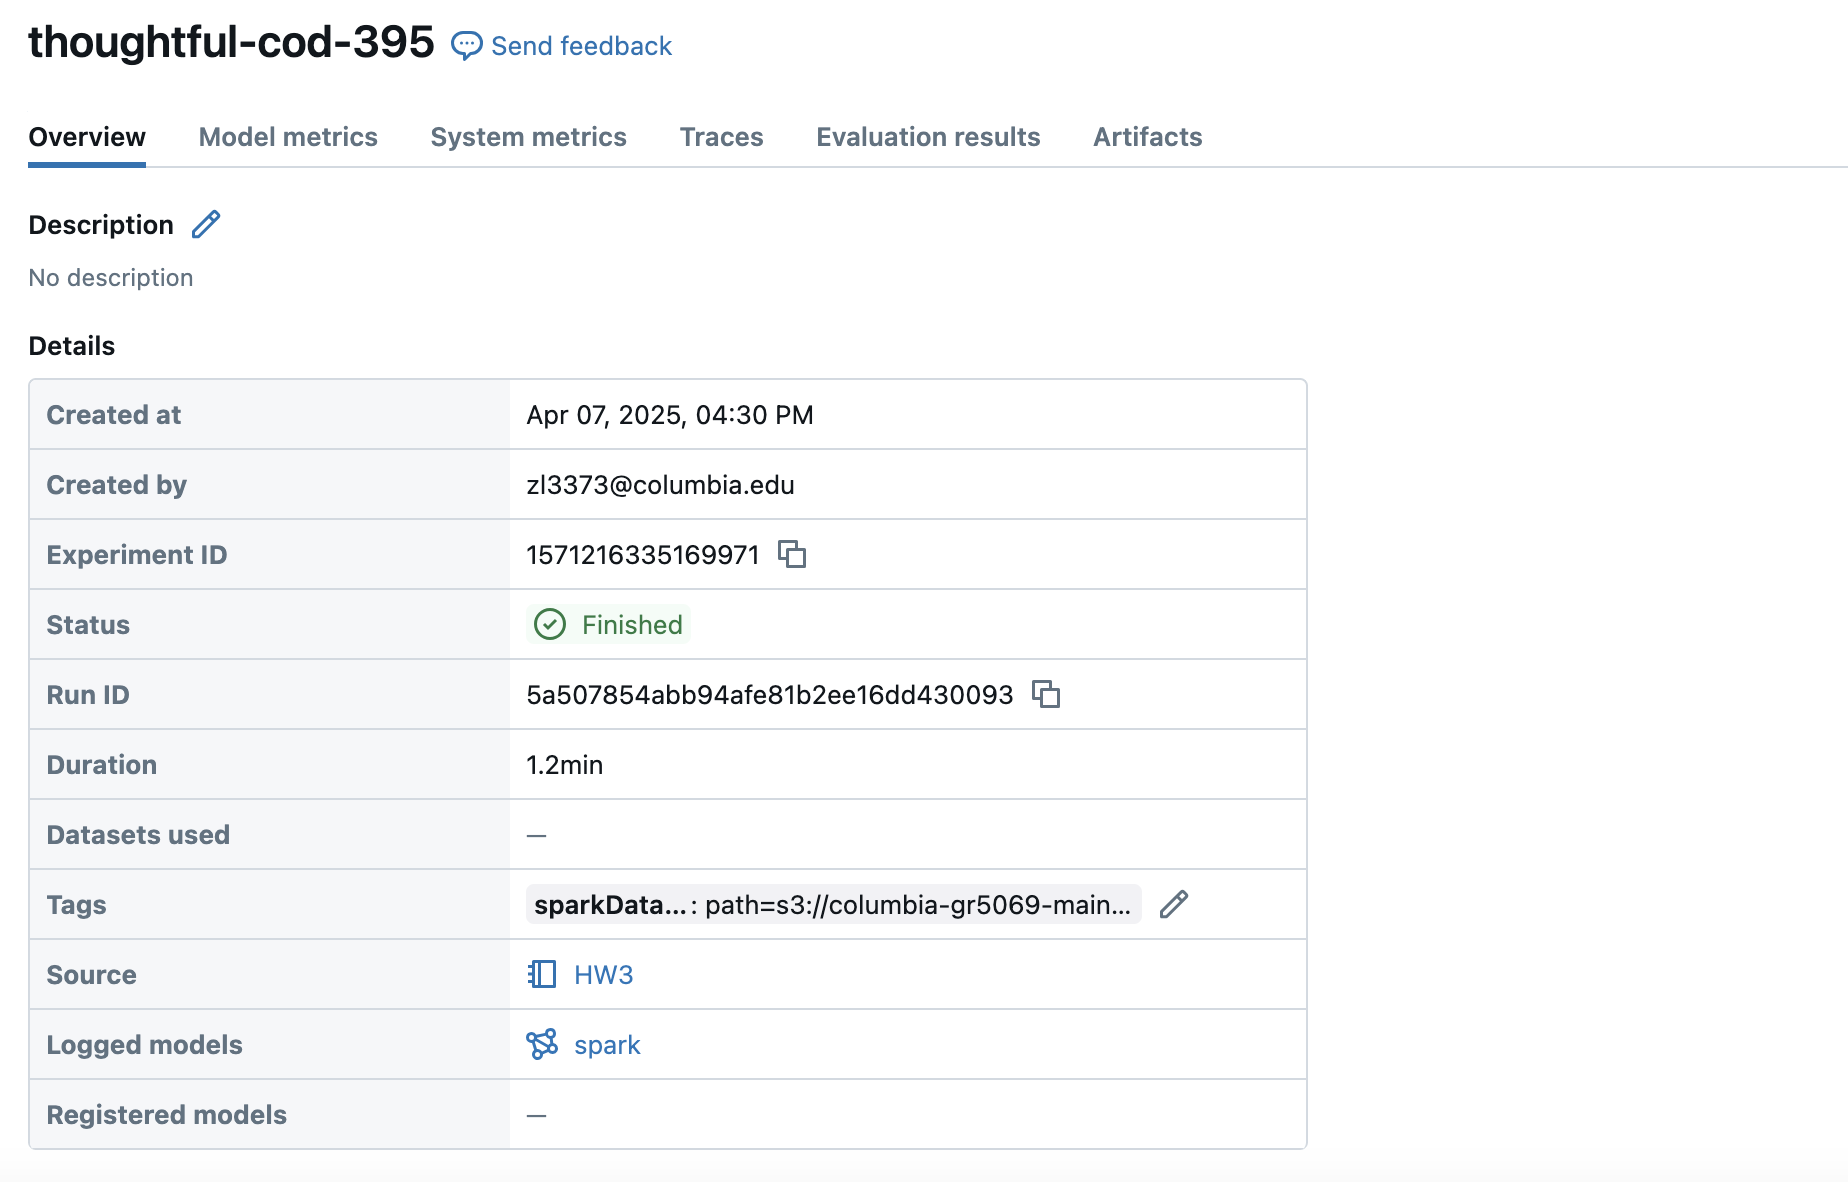 thoughtful-cod-395 Send feedback
Overview Model metrics System metrics Traces Evaluation results Artifacts
Description
No description
Details
Created at Apr 07, 2025, 04:30 PM
Created by zl3373@columbia.edu
Experiment ID 1571216335169971
Status Finished
Run ID 5a507854abb94afe81b2ee16dd430093
Duration 1.2min
Datasets used —
Tags sparkData...: path=s3://columbia-gr5069-main...
Source HW3
Logged models spark
Registered models —